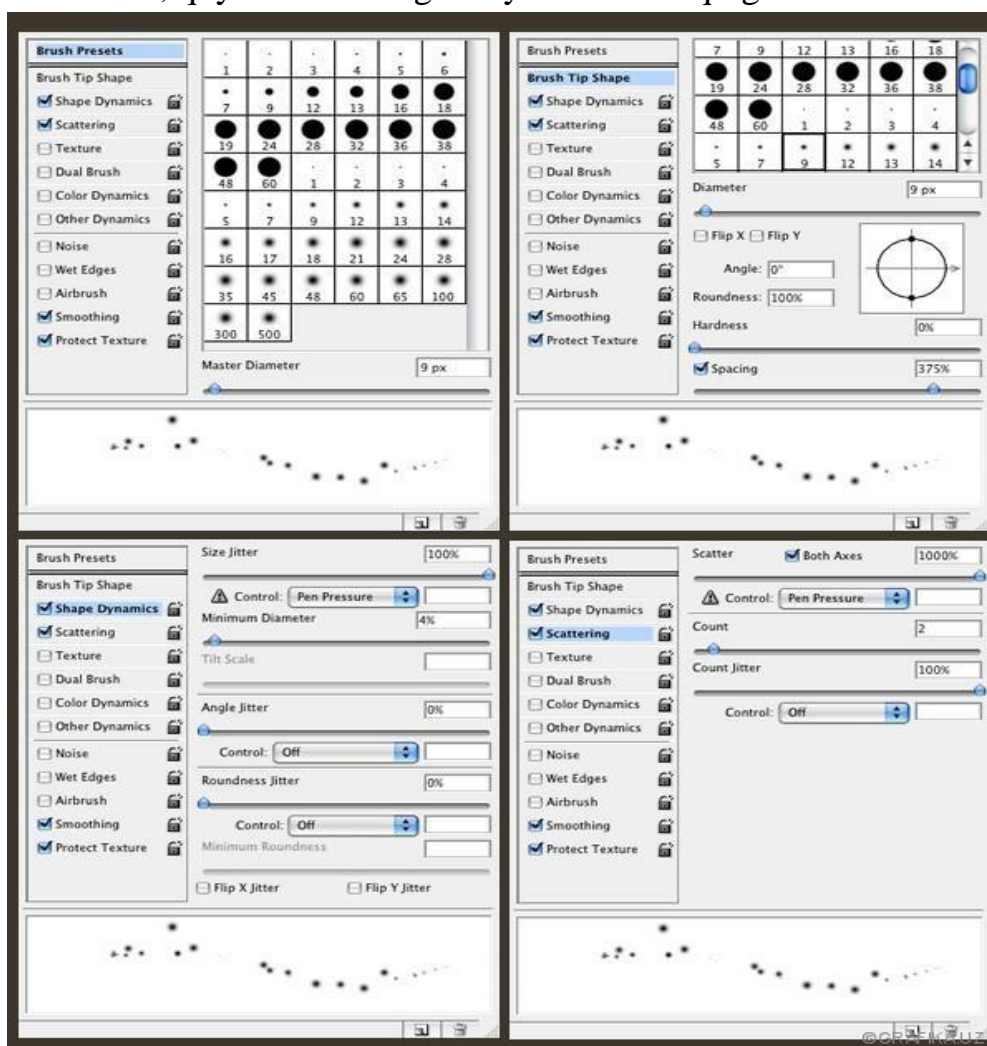 Brush Presets
Brush Tip Shape
Shape Dynamics
Scattering
Texture
Dual Brush
Color Dynamics
Other Dynamics
Noise
Wet Edges
Airbrush
Smoothing
Protect Texture
1 2 3 4 5 6
7 9 12 13 16 18
19 24 28 32 36 38
48 60 1 2 3 4
5 7 9 12 13 14
16 17 18 21 24 28
35 45 48 60 65 100
300 500
Master Diameter 9 px
Brush Presets
Brush Tip Shape
Shape Dynamics
Scattering
Texture
Dual Brush
Color Dynamics
Other Dynamics
Noise
Wet Edges
Airbrush
Smoothing
Protect Texture
7 9 12 13 16 18
19 24 28 32 36 38
48 60 1 2 3 4
5 7 9 12 13 14
Diameter 9 px
Flip X Flip Y
Angle: 0°
Roundness: 100%
Hardness 0%
Spacing 375%
Brush Presets
Brush Tip Shape
Shape Dynamics
Scattering
Texture
Dual Brush
Color Dynamics
Other Dynamics
Noise
Wet Edges
Airbrush
Smoothing
Protect Texture
Size Jitter 100%
Control: Pen Pressure
Minimum Diameter 4%
Tilt Scale
Angle Jitter 0%
Control: Off
Roundness Jitter 0%
Control: Off
Minimum Roundness
Flip X Jitter Flip Y Jitter
Brush Presets
Brush Tip Shape
Shape Dynamics
Scattering
Texture
Dual Brush
Color Dynamics
Other Dynamics
Noise
Wet Edges
Airbrush
Smoothing
Protect Texture
Scatter Both Axes 1000%
Control: Pen Pressure
Count 2
Count Jitter 100%
Control: Off
©GRAFIKA.UZ